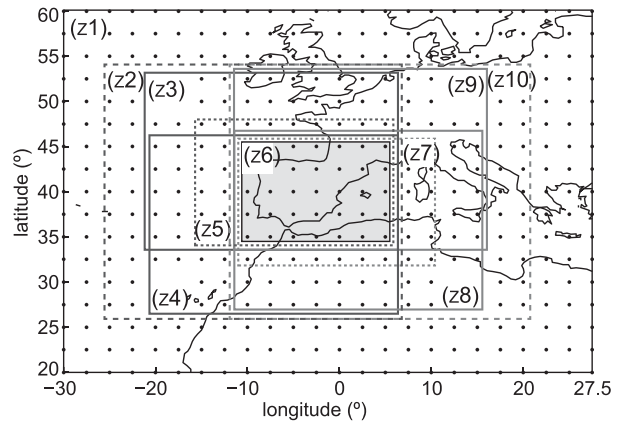 60
(z1)
55
(z2)
(z3)
(z9)
(z10)
50
45
(z6)
(z7)
latitude (º)
40
35
(z5)
30
(z4)
(z8)
25
20
−30
−20
−10
0
10
20
27.5
longitude (º)